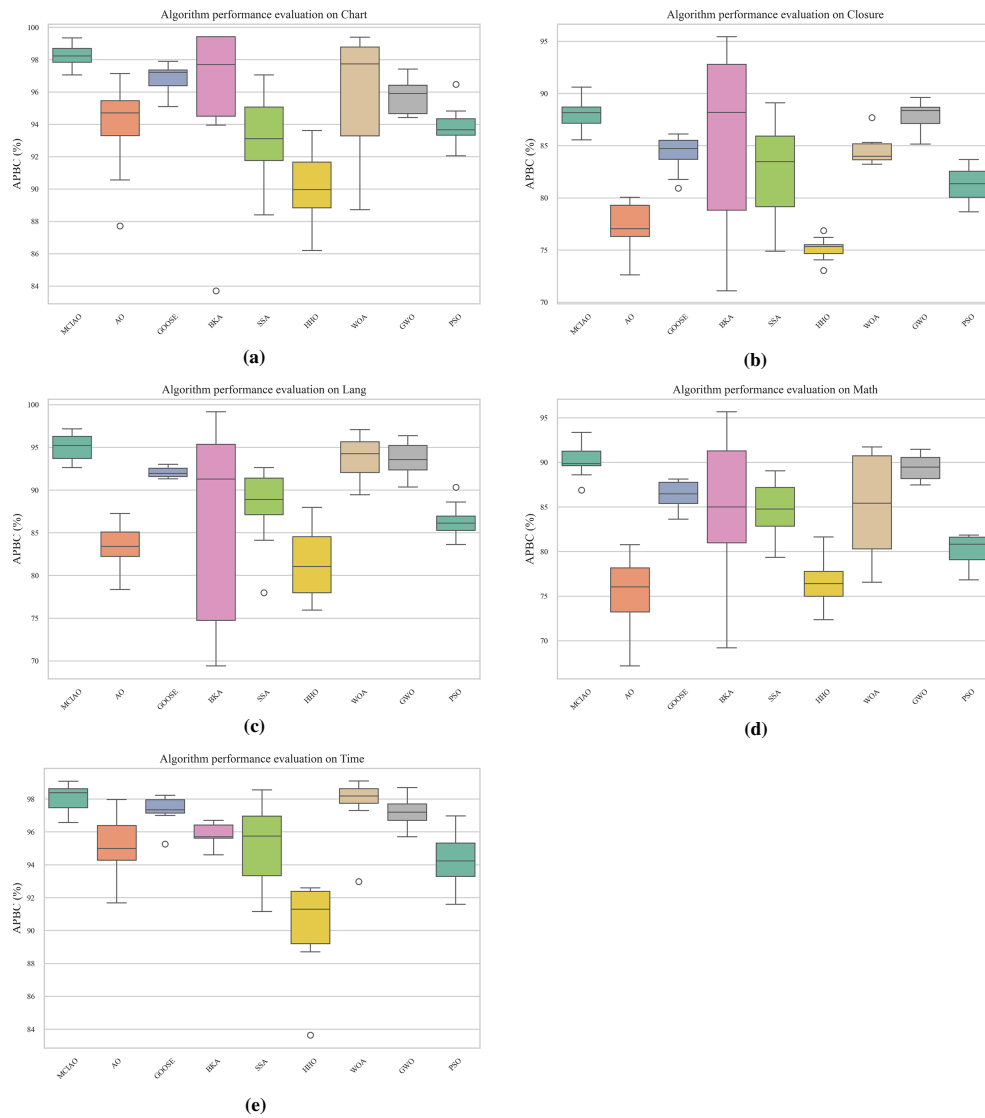 Algorithm performance evaluation on Chart
APBC (%)
100
98
96
94
92
90
88
86
84
MCIAO AO GOOSE BKA SSA HHO WOA GWO PSO
(a)
Algorithm performance evaluation on Closure
APBC (%)
95
90
85
80
75
70
MCIAO AO GOOSE BKA SSA HHO WOA GWO PSO
(b)
Algorithm performance evaluation on Lang
APBC (%)
100
95
90
85
80
75
70
MCIAO AO GOOSE BKA SSA HHO WOA GWO PSO
(c)
Algorithm performance evaluation on Math
APBC (%)
95
90
85
80
75
70
65
MCIAO AO GOOSE BKA SSA HHO WOA GWO PSO
(d)
Algorithm performance evaluation on Time
APBC (%)
98
96
94
92
90
88
86
84
MCIAO AO GOOSE BKA SSA HHO WOA GWO PSO
(e)